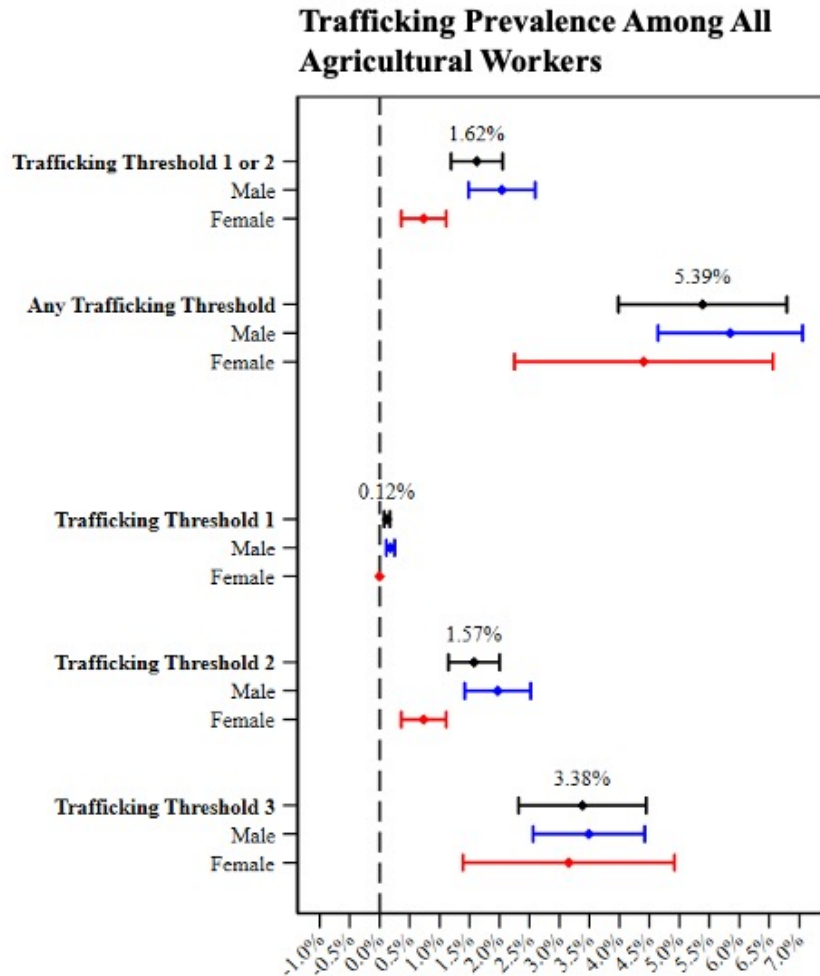 Trafficking Prevalence Among All
Agricultural Workers
1.62%
Trafficking Threshold 1 or 2
Male
Female
5.39%
Any Trafficking Threshold
Male
Female
0.12%
Trafficking Threshold 1
Male
Female
1.57%
Trafficking Threshold 2
Male
Female
3.38%
Trafficking Threshold 3
Male
Female
-1.0% -0.5% 0.0% 0.5% 1.0% 1.5% 2.0% 2.5% 3.0% 3.5% 4.0% 4.5% 5.0% 5.5% 6.0% 6.5% 7.0%